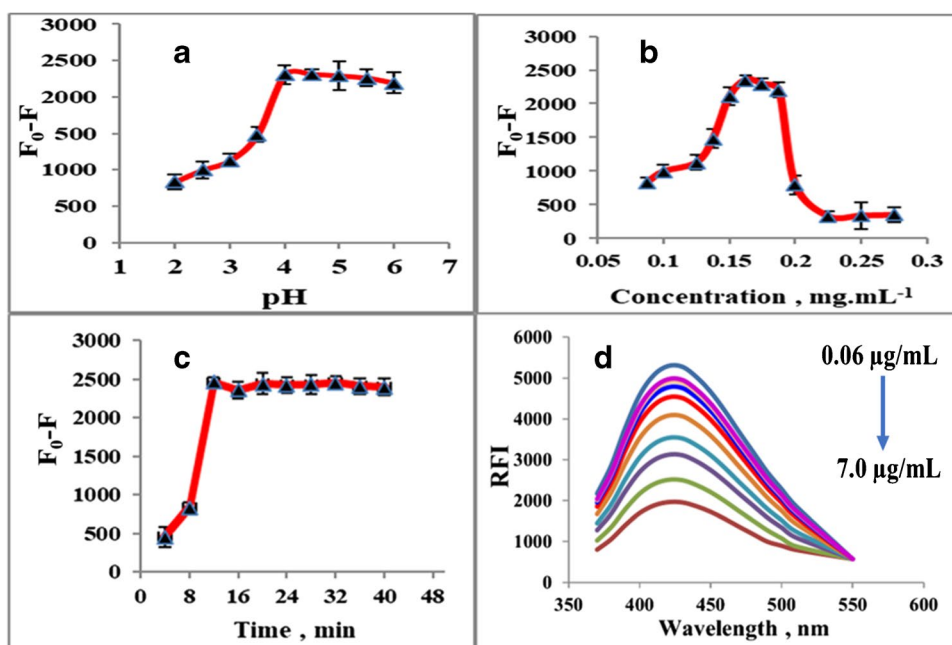 a
3000
2500
2000
1500
1000
500
0
F₀-F
1 2 3 4 5 6 7
pH
b
3000
2500
2000
1500
1000
500
0
F₀-F
0.05 0.1 0.15 0.2 0.25 0.3
Concentration , mg.mL⁻¹
c
3000
2500
2000
1500
1000
500
0
F₀-F
0 8 16 24 32 40 48
Time , min
d
6000
5000
4000
3000
2000
1000
0
RFI
0.06 µg/mL
7.0 µg/mL
350 400 450 500 550 600
Wavelength , nm